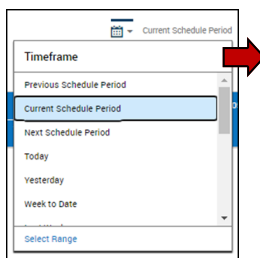 Current Schedule Period
Timeframe
Previous Schedule Period
Current Schedule Period
Next Schedule Period
Today
Yesterday
Week to Date
Select Range